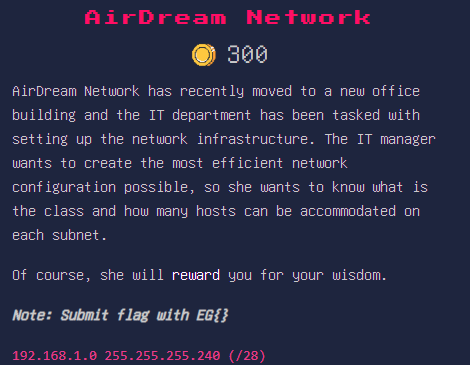 AirDream Network
300
AirDream Network has recently moved to a new office
building and the IT department has been tasked with
setting up the network infrastructure. The IT manager
wants to create the most efficient network
configuration possible, so she wants to know what is
the class and how many hosts can be accommodated on
each subnet.
Of course, she will reward you for your wisdom.
Note: Submit flag with EG{}
192.168.1.0 255.255.255.240 (/28)